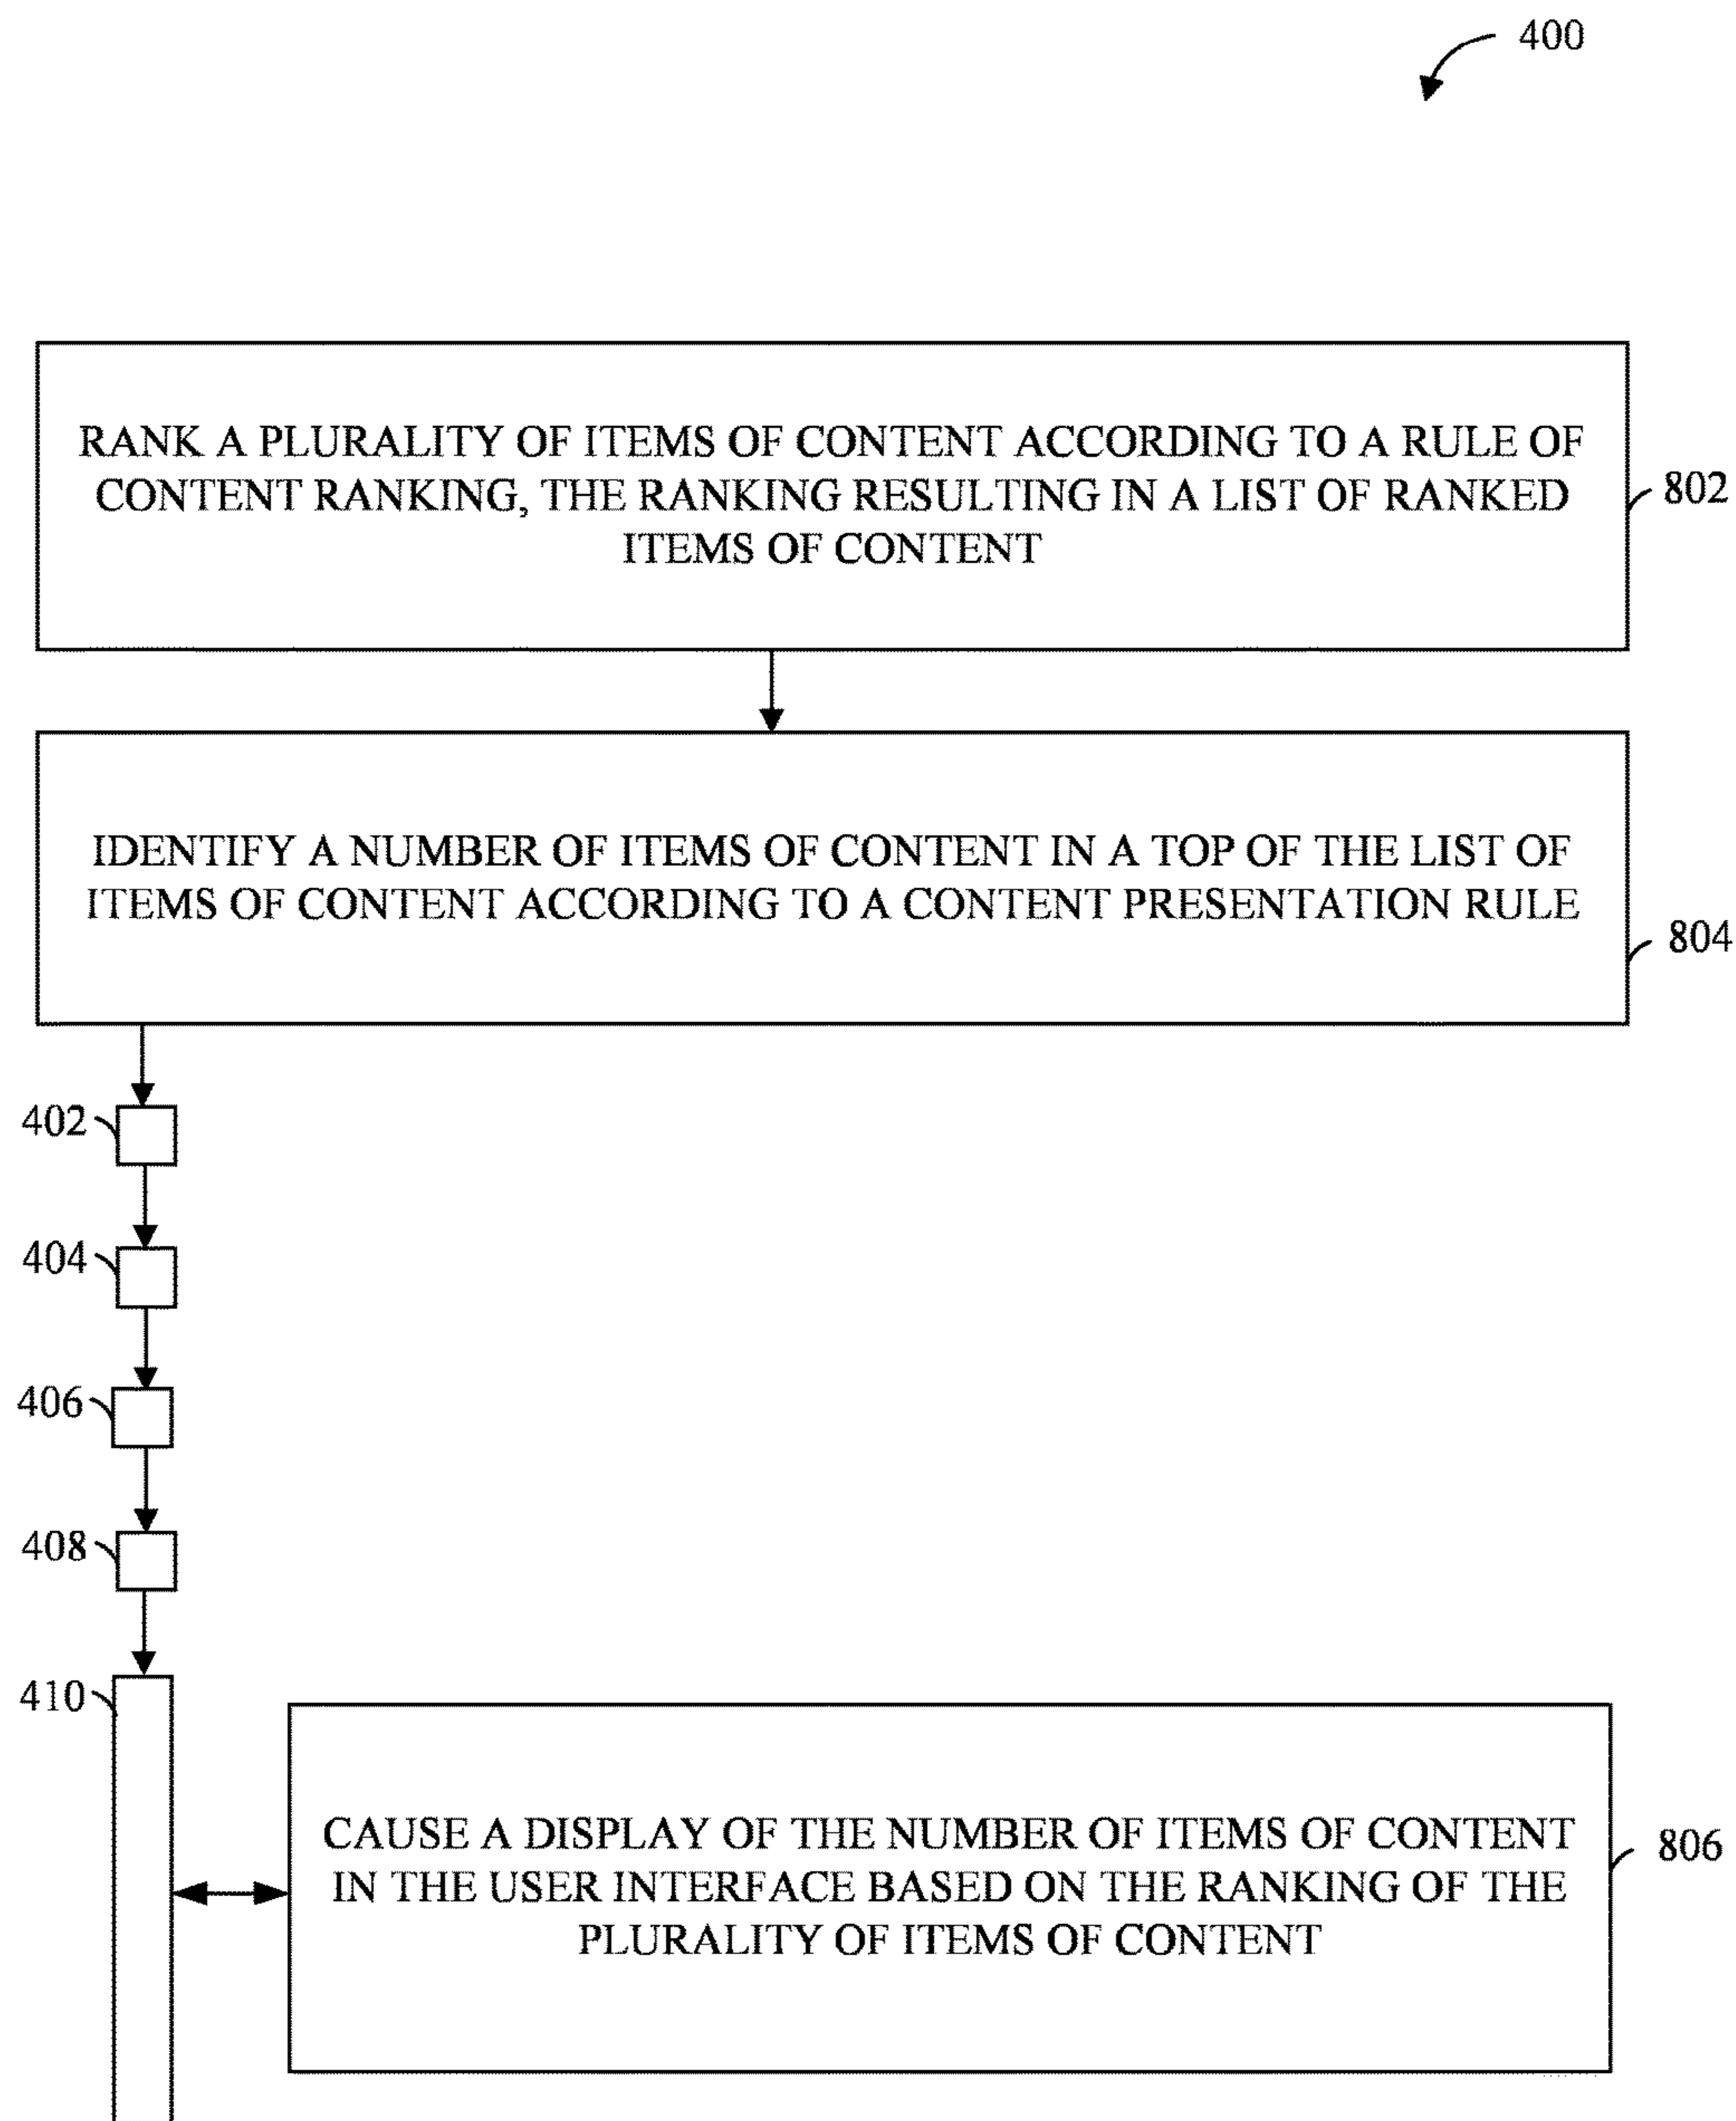 400
RANK A PLURALITY OF ITEMS OF CONTENT ACCORDING TO A RULE OF
CONTENT RANKING, THE RANKING RESULTING IN A LIST OF RANKED
ITEMS OF CONTENT
802
IDENTIFY A NUMBER OF ITEMS OF CONTENT IN A TOP OF THE LIST OF
ITEMS OF CONTENT ACCORDING TO A CONTENT PRESENTATION RULE
804
402
404
406
408
410
CAUSE A DISPLAY OF THE NUMBER OF ITEMS OF CONTENT
IN THE USER INTERFACE BASED ON THE RANKING OF THE
PLURALITY OF ITEMS OF CONTENT
806